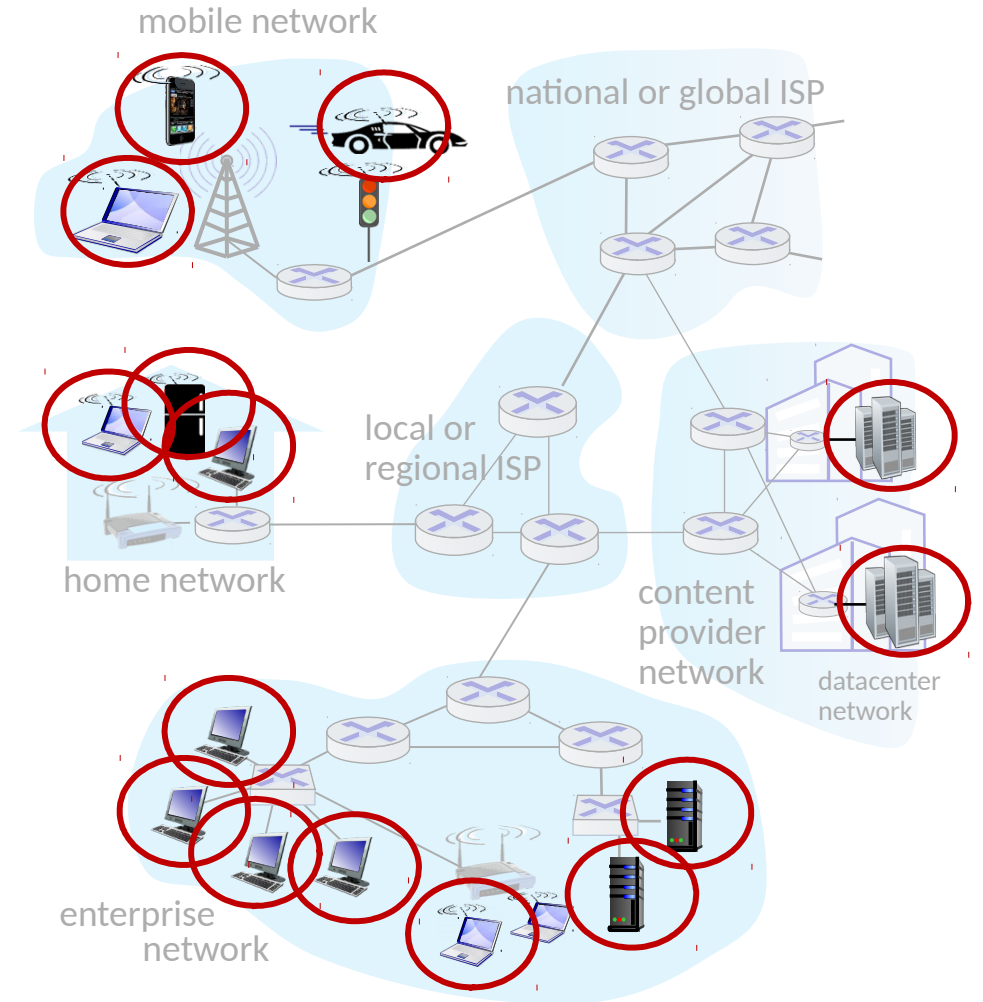 mobile network
national or global ISP
local or
regional ISP
home network
content
provider
network
datacenter
network
enterprise
network